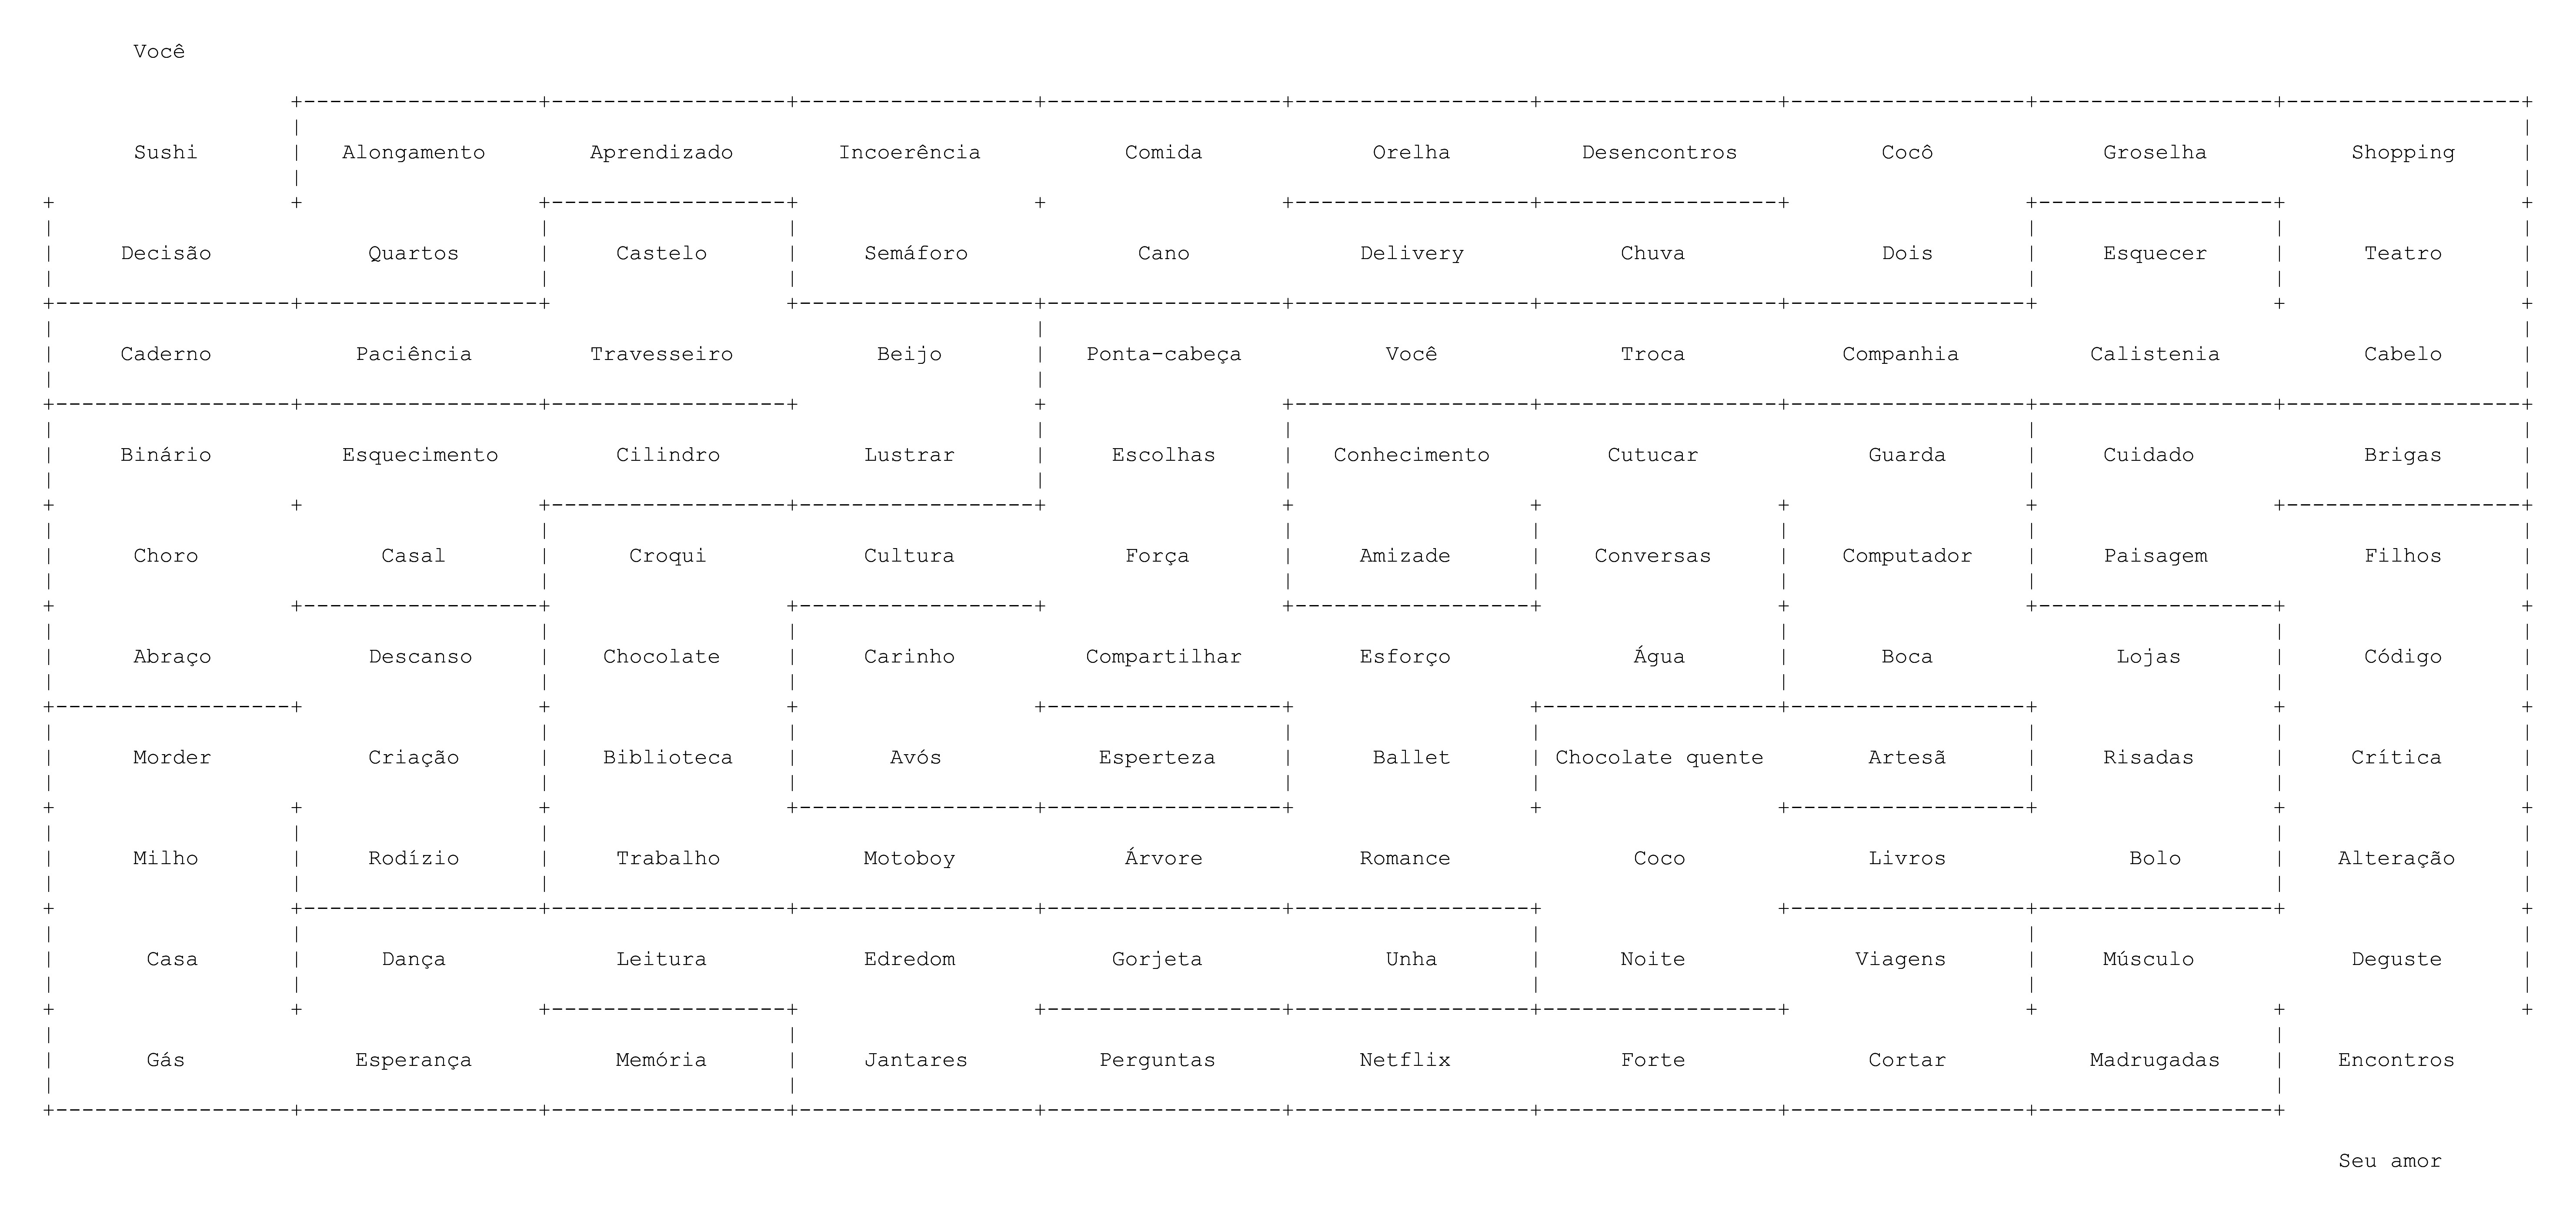 Você
Sushi Alongamento Aprendizado Incoerência Comida Orelha Desencontros Cocô Groselha Shopping
Decisão Quartos Castelo Semáforo Cano Delivery Chuva Dois Esquecer Teatro
Caderno Paciência Travesseiro Beijo Ponta-cabeça Você Troca Companhia Calistenia Cabelo
Binário Esquecimento Cilindro Lustrar Escolhas Conhecimento Cutucar Guarda Cuidado Brigas
Choro Casal Croqui Cultura Força Amizade Conversas Computador Paisagem Filhos
Abraço Descanso Chocolate Carinho Compartilhar Esforço Água Boca Lojas Código
Morder Criação Biblioteca Avós Esperteza Ballet Chocolate quente Artesã Risadas Crítica
Milho Rodízio Trabalho Motoboy Árvore Romance Coco Livros Bolo Alteração
Casa Dança Leitura Edredom Gorjeta Unha Noite Viagens Músculo Deguste
Gás Esperança Memória Jantares Perguntas Netflix Forte Cortar Madrugadas Encontros
Seu amor